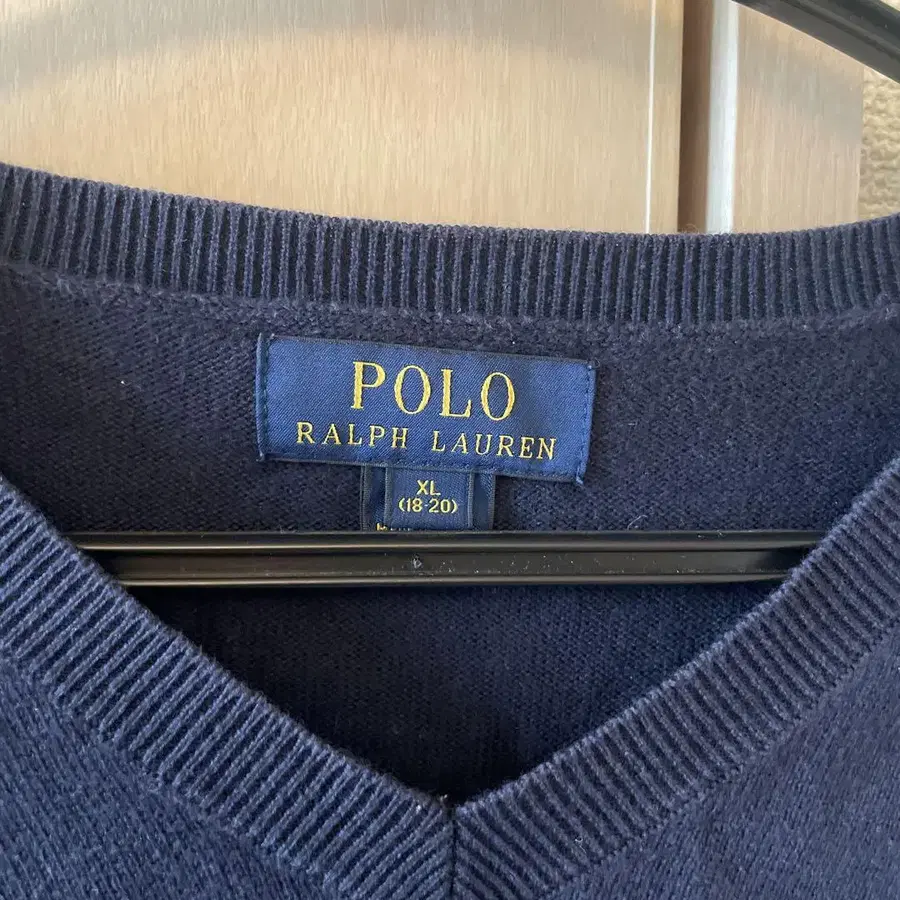 POLO
RALPH LAUREN
XL
(18-20)